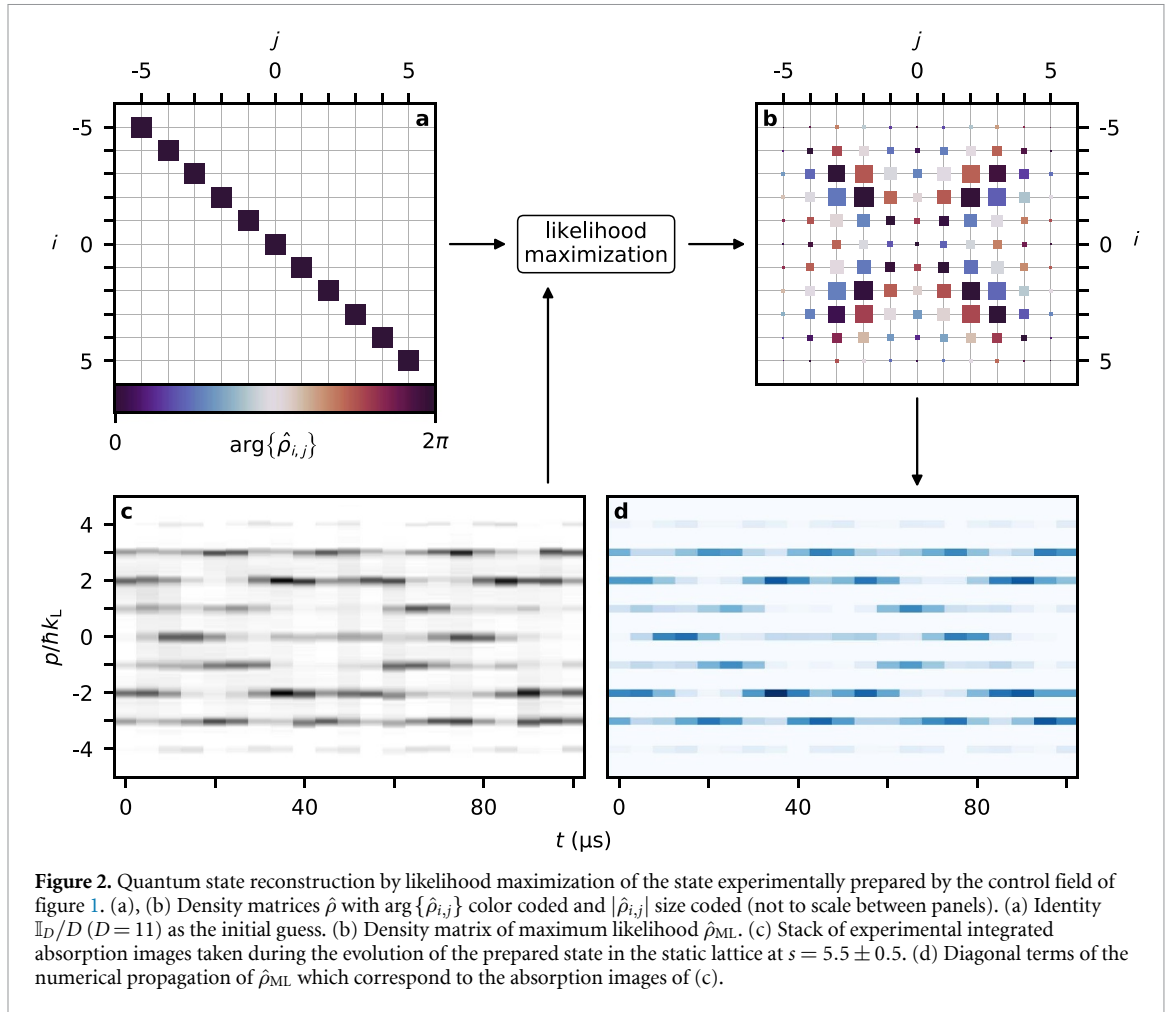 j
-5 0 5
a
-5
i 0
5
0 arg{ρ̂i,j} 2π
likelihood
maximization
j
-5 0 5
b
-5
0 i
5
c
4
2
0
-2
-4
p/ħkL
0 40 80
d
0 40 80
t (μs)
Figure 2. Quantum state reconstruction by likelihood maximization of the state experimentally prepared by the control field of
figure 1. (a), (b) Density matrices ρ̂ with arg{ρ̂i,j} color coded and |ρ̂i,j| size coded (not to scale between panels). (a) Identity
𝕀D/D (D = 11) as the initial guess. (b) Density matrix of maximum likelihood ρ̂ML. (c) Stack of experimental integrated
absorption images taken during the evolution of the prepared state in the static lattice at s = 5.5 ± 0.5. (d) Diagonal terms of the
numerical propagation of ρ̂ML which correspond to the absorption images of (c).